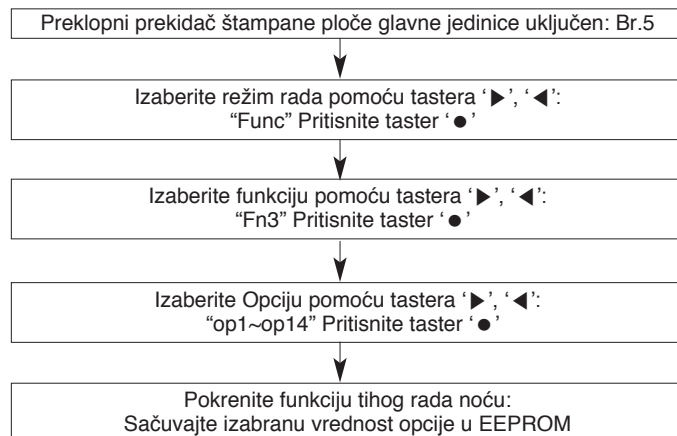 Preklopni prekidač štampane ploče glavne jedinice uključen: Br.5
Izaberite režim rada pomoću tastera ‘▶’, ‘◀’:
“Func” Pritisnite taster ‘●’
Izaberite funkciju pomoću tastera ‘▶’, ‘◀’:
“Fn3” Pritisnite taster ‘●’
Izaberite Opciju pomoću tastera ‘▶’, ‘◀’:
“op1~op14” Pritisnite taster ‘●’
Pokrenite funkciju tihog rada noću:
Sačuvajte izabranu vrednost opcije u EEPROM